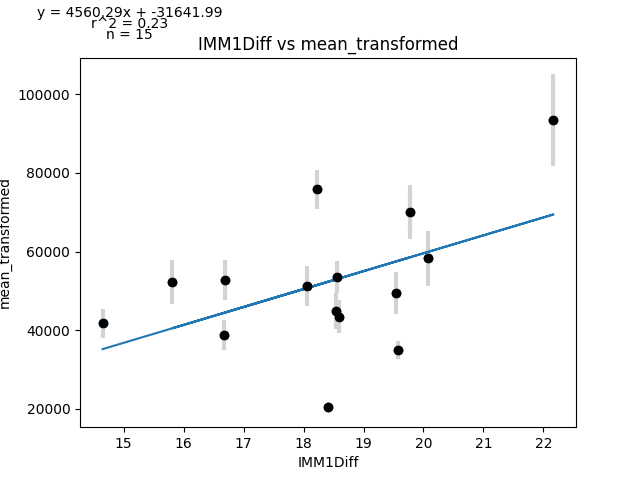 y = 4560.29x + -31641.99
r^2 = 0.23
n = 15
IMM1Diff vs mean_transformed
100000
80000
60000
40000
20000
mean_transformed
15 16 17 18 19 20 21 22
IMM1Diff